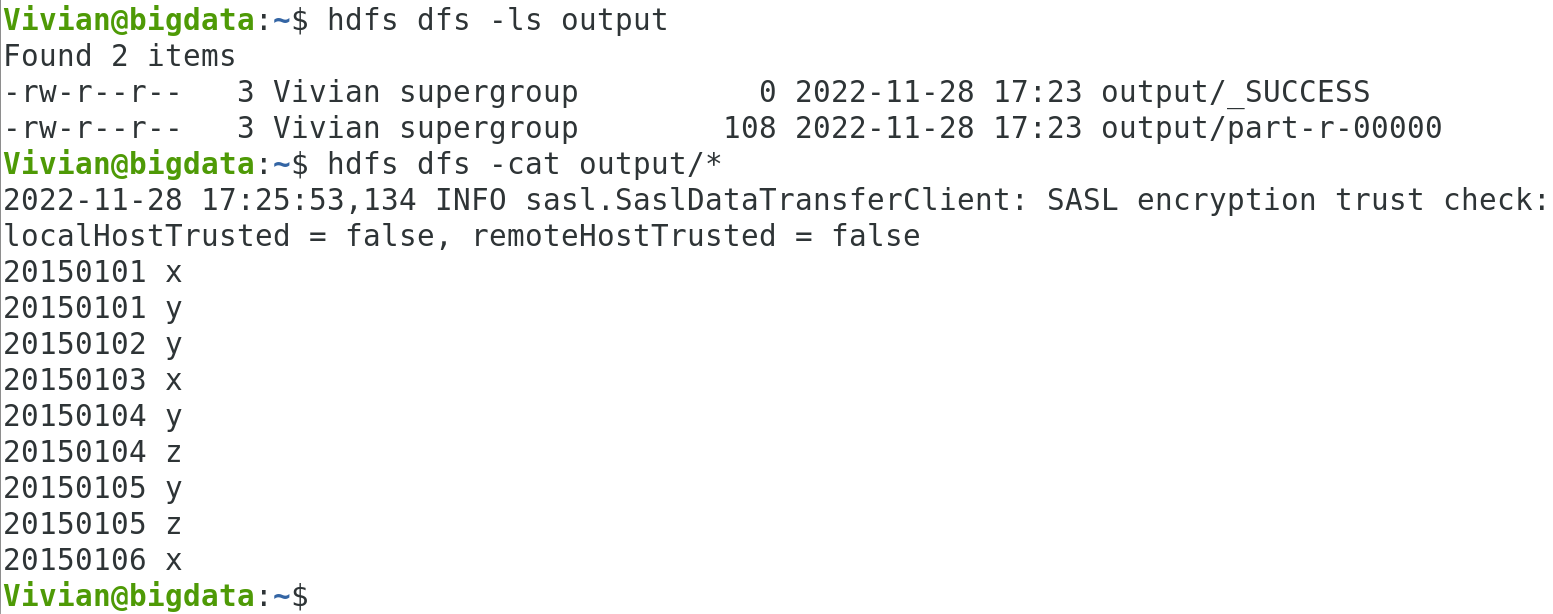 Vivian@bigdata:~$ hdfs dfs -ls output
Found 2 items
-rw-r--r--   3 Vivian supergroup          0 2022-11-28 17:23 output/_SUCCESS
-rw-r--r--   3 Vivian supergroup        108 2022-11-28 17:23 output/part-r-00000
Vivian@bigdata:~$ hdfs dfs -cat output/*
2022-11-28 17:25:53,134 INFO sasl.SaslDataTransferClient: SASL encryption trust check:
localHostTrusted = false, remoteHostTrusted = false
20150101 x
20150101 y
20150102 y
20150103 x
20150104 y
20150104 z
20150105 y
20150105 z
20150106 x
Vivian@bigdata:~$